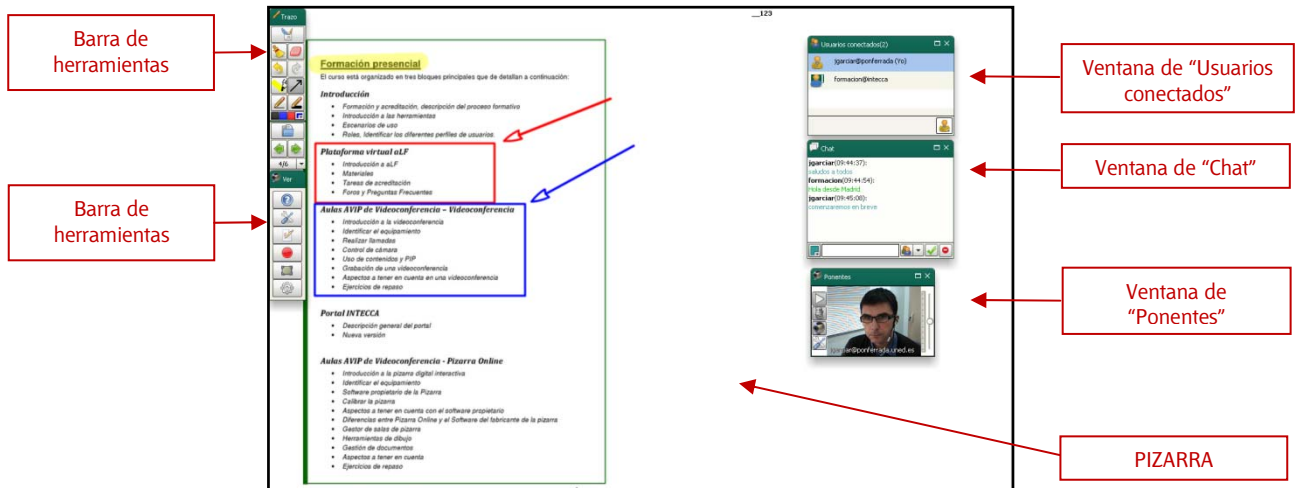 Barra de
herramientas
Barra de
herramientas
Trazo
4/6
Ver
__123
Formación presencial
El curso está organizado en tres bloques principales que de detallan a continuación:
Introducción
• Formación y acreditación, descripción del proceso formativo
• Introducción a las herramientas
• Escenarios de uso
• Roles, Identificar los diferentes perfiles de usuarios
Plataforma virtual aLF
• Introducción a aLF
• Materiales
• Tareas de acreditación
• Foros y Preguntas Frecuentes
Aulas AVIP de Videoconferencia – Videoconferencia
• Introducción a la videoconferencia
• Identificar el equipamiento
• Realizar llamadas
• Control de cámara
• Uso de contenidos y PIP
• Grabación de una videoconferencia
• Aspectos a tener en cuenta en una videoconferencia
• Ejercicios de repaso
Portal INTECCA
• Descripción general del portal
• Nueva versión
Aulas AVIP de Videoconferencia - Pizarra Online
• Introducción a la pizarra digital interactiva
• Identificar el equipamiento
• Software propietario de la Pizarra
• Calibrar la pizarra
• Aspectos a tener en cuenta con el software propietario
• Diferencias entre Pizarra Online y el Software del fabricante de la pizarra
• Gestor de salas de pizarra
• Herramientas de dibujo
• Gestión de documentos
• Aspectos a tener en cuenta
• Ejercicios de repaso
Usuarios conectados(2)
jgarciar@ponferrada (Yo)
formacion@intecca
Chat
jgarciar(09:44:37):
saludos a todos
formacion(09:44:54):
Hola desde Madrid
jgarciar(09:45:00):
comenzaremos en breve
Ponentes
jgarciar@ponferrada.uned.es
Ventana de “Usuarios
conectados”
Ventana de “Chat”
Ventana de
“Ponentes”
PIZARRA